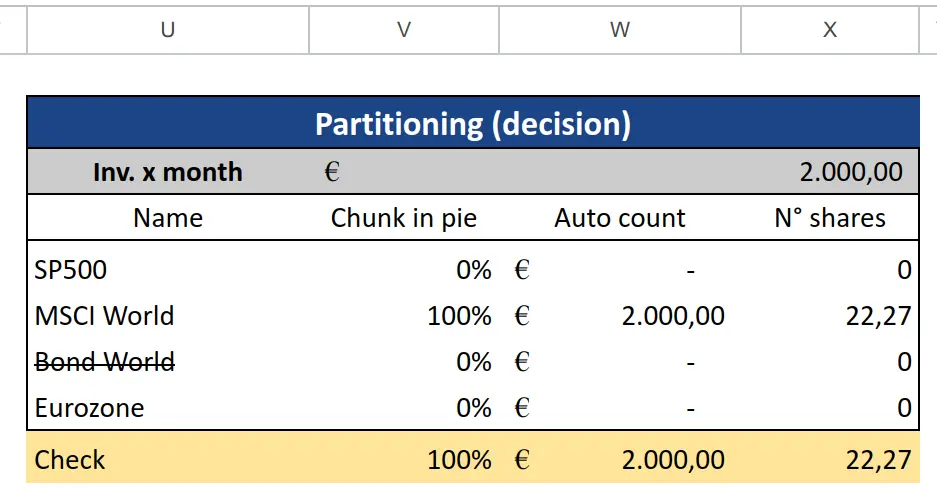 U V W X
Partitioning (decision)
Inv. x month € 2.000,00
Name Chunk in pie Auto count N° shares
SP500 0% € - 0
MSCI World 100% € 2.000,00 22,27
Bond World 0% € - 0
Eurozone 0% € - 0
Check 100% € 2.000,00 22,27